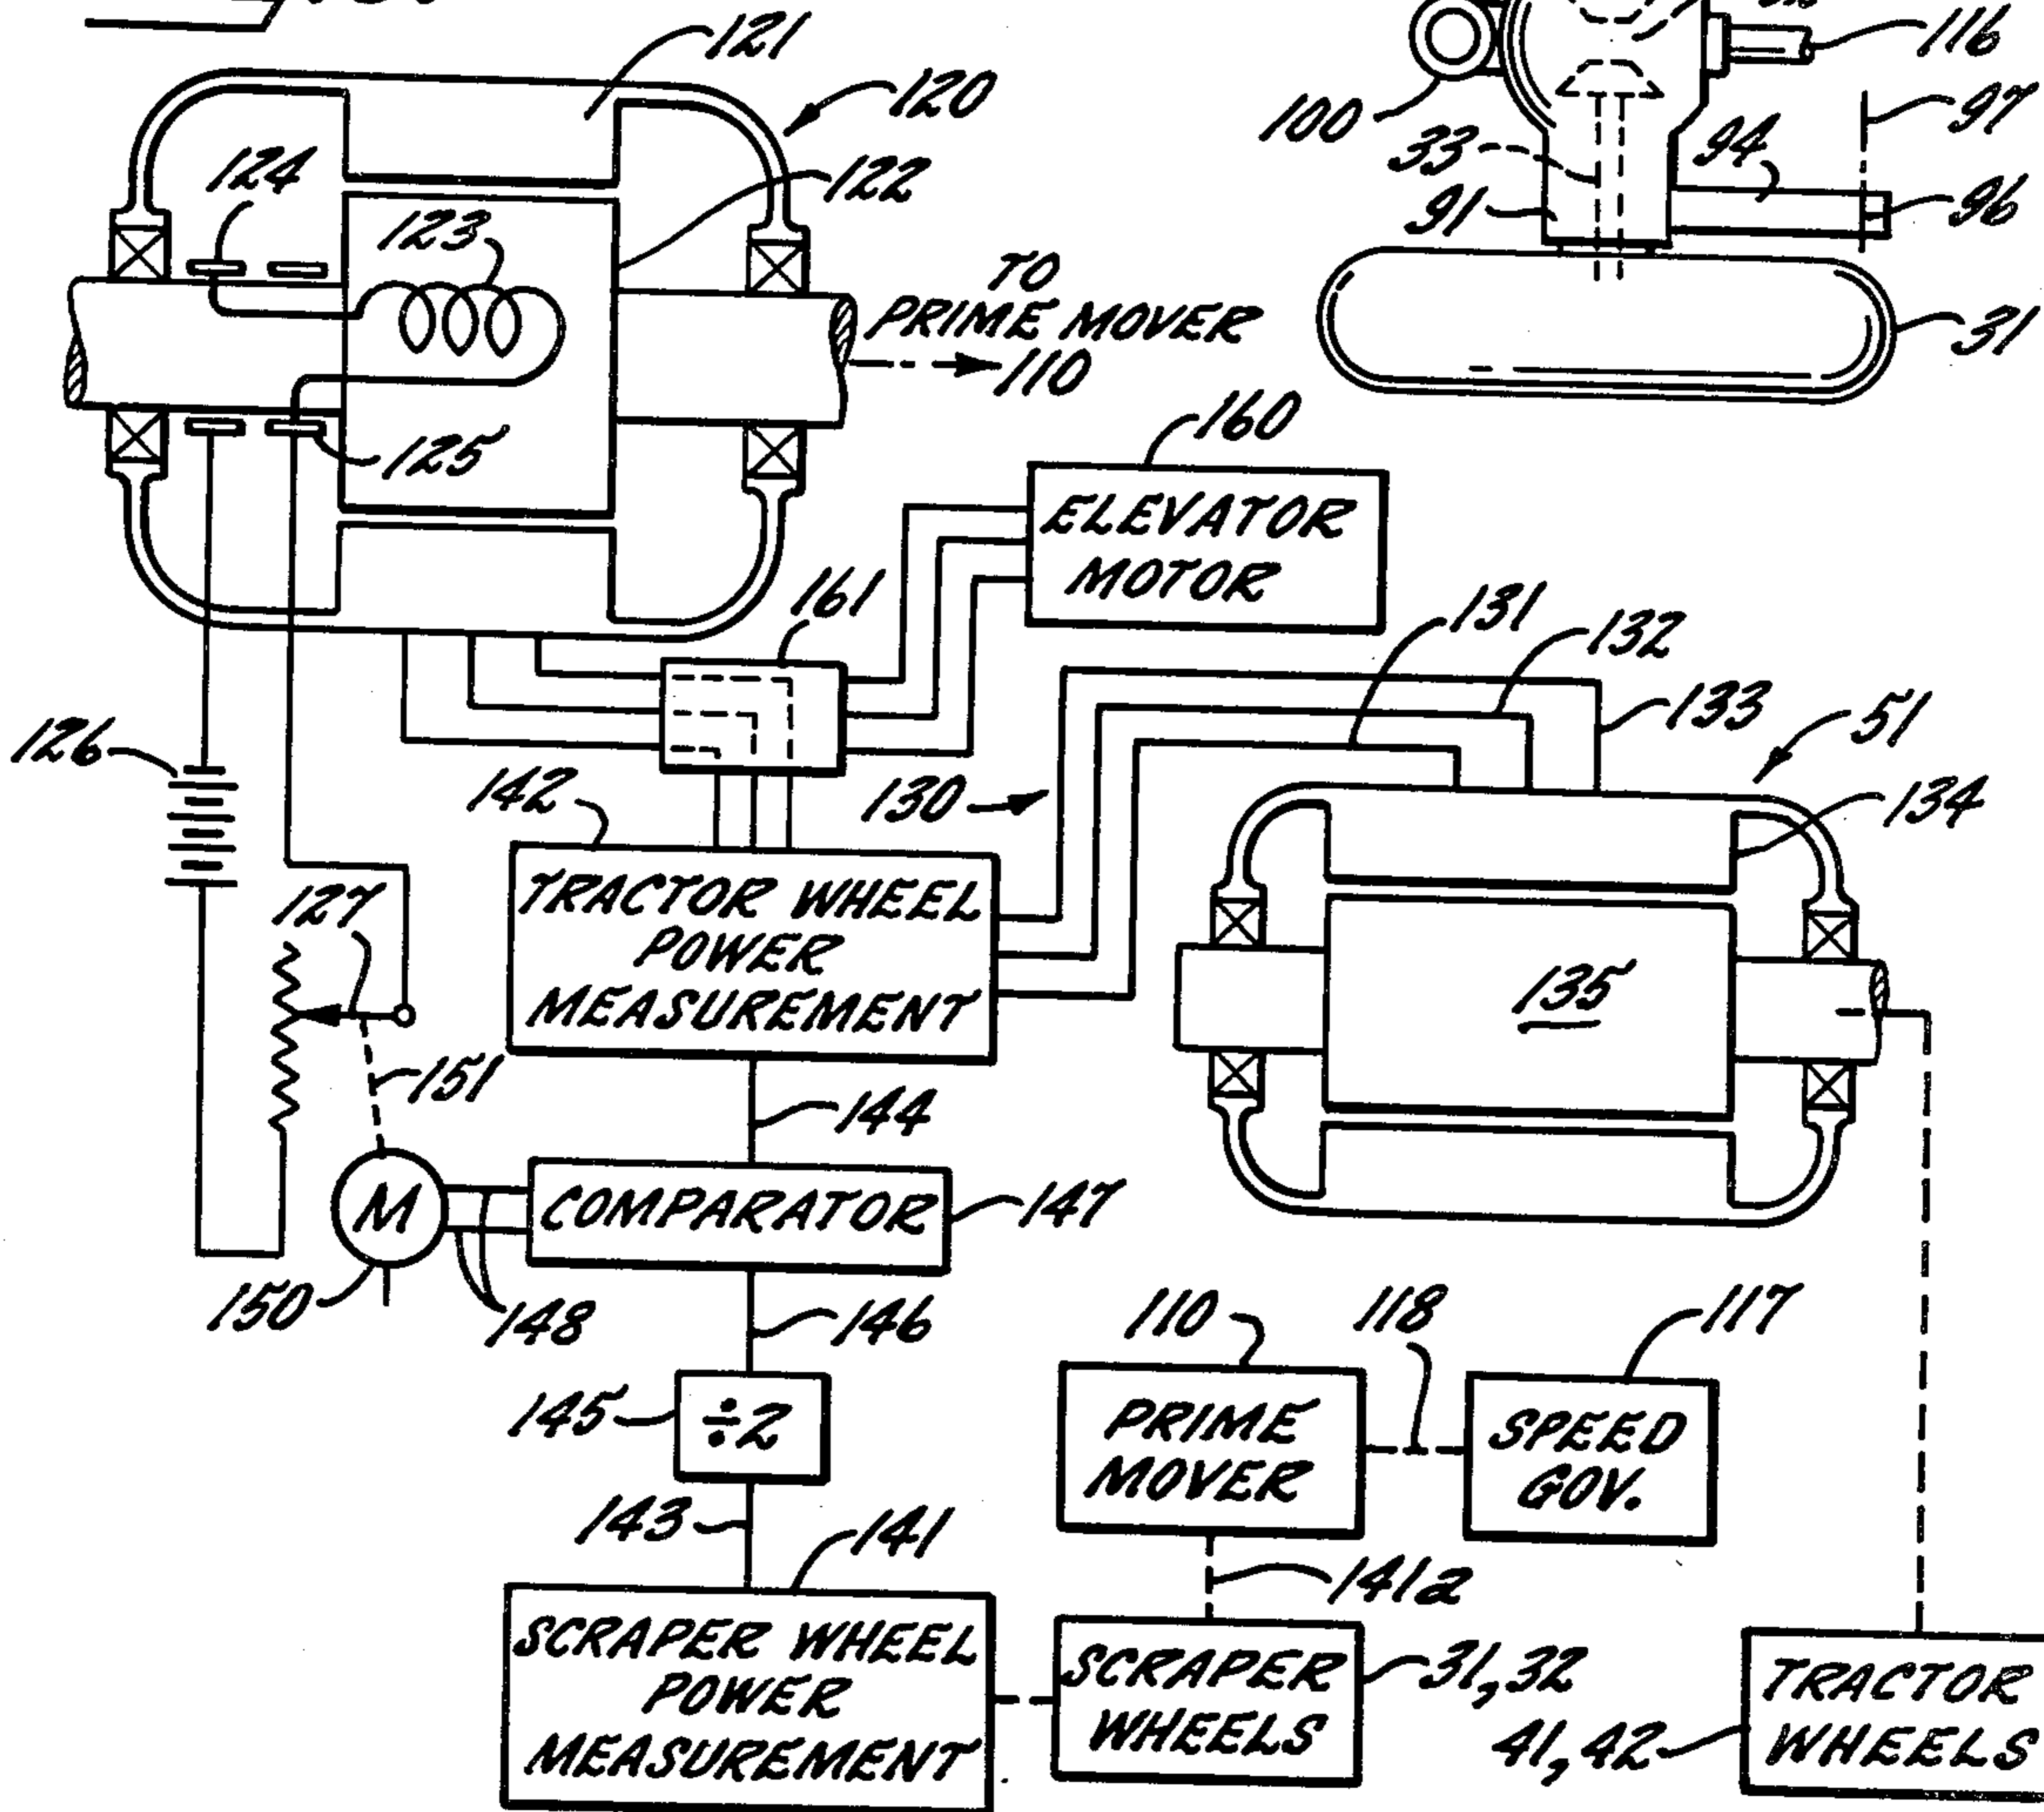 121
116
120
97
100
33
94
124
122
91
96
123
TO
PRIME MOVER
110
31
160
125
ELEVATOR
MOTOR
161
131
132
133
51
126
142
130
134
127
TRACTOR WHEEL
POWER
MEASUREMENT
135
151
144
M
COMPARATOR
147
150
148
146
110
118
117
145
÷2
PRIME
MOVER
SPEED
GOV.
143
141
141a
SCRAPER WHEEL
POWER
MEASUREMENT
SCRAPER
WHEELS
31,32
41,42
TRACTOR
WHEELS